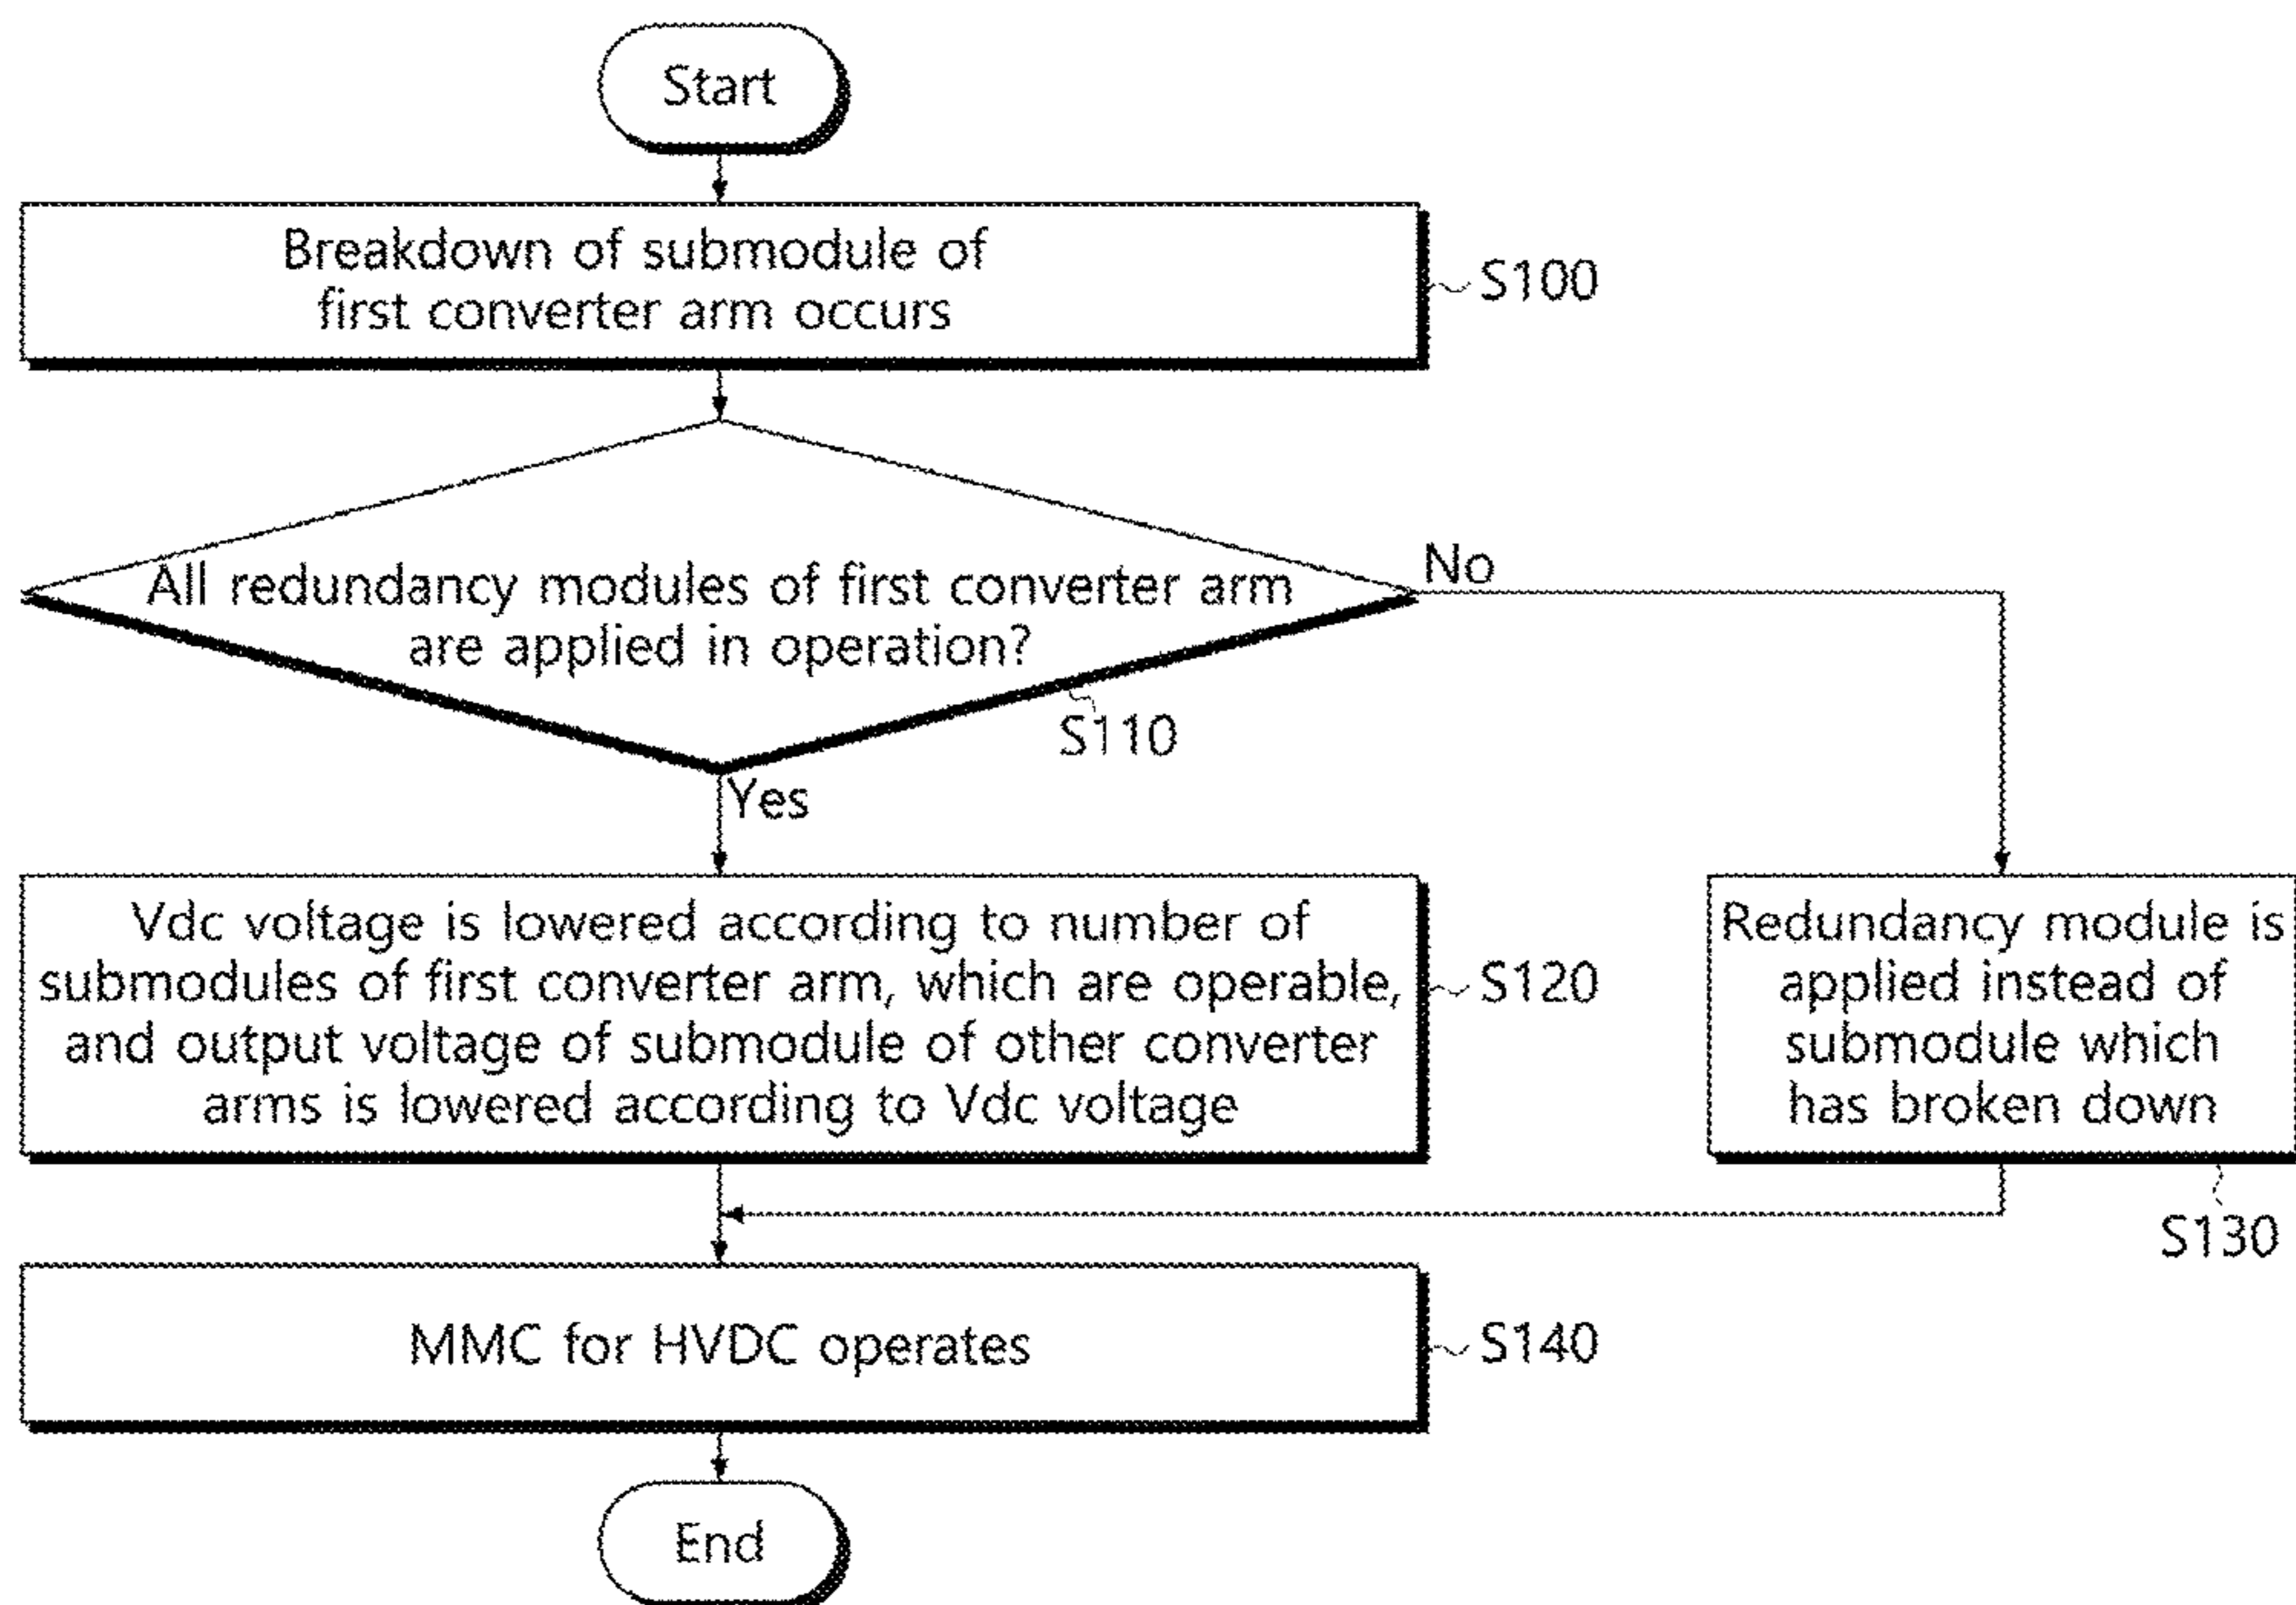 Start
Breakdown of submodule of
first converter arm occurs
S100
All redundancy modules of first converter arm
are applied in operation?
No
S110
Yes
Vdc voltage is lowered according to number of
submodules of first converter arm, which are operable,
and output voltage of submodule of other converter
arms is lowered according to Vdc voltage
S120
Redundancy module is
applied instead of
submodule which
has broken down
S130
MMC for HVDC operates
S140
End